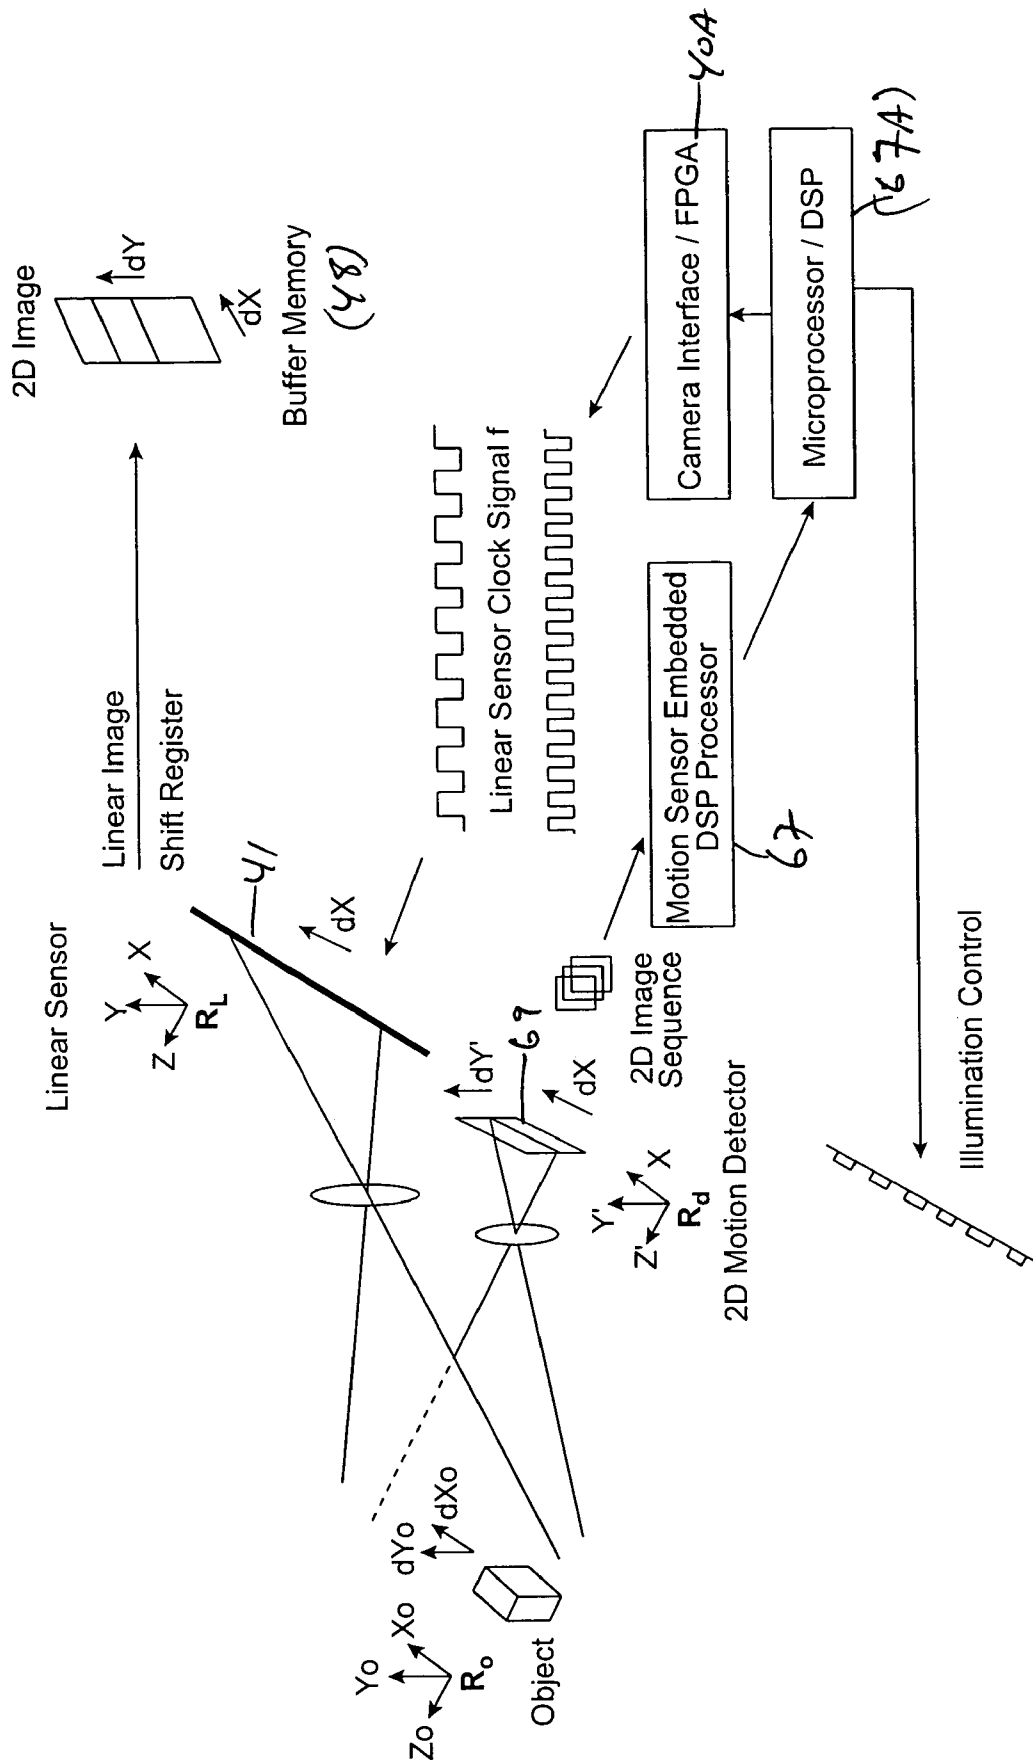 Linear Sensor
Y
X
Z
R_L
41
dX
Linear Image
Shift Register
2D Image
dY
dX
Buffer Memory
(48)
Linear Sensor Clock Signal f
Yo
Xo
Zo
R_o
dYo
dXo
Object
dY'
69
dX
Y'
X
Z'
R_d
2D Motion Detector
2D Image
Sequence
Motion Sensor Embedded
DSP Processor
67
Camera Interface / FPGA
40A
Microprocessor / DSP
(67A)
Illumination Control